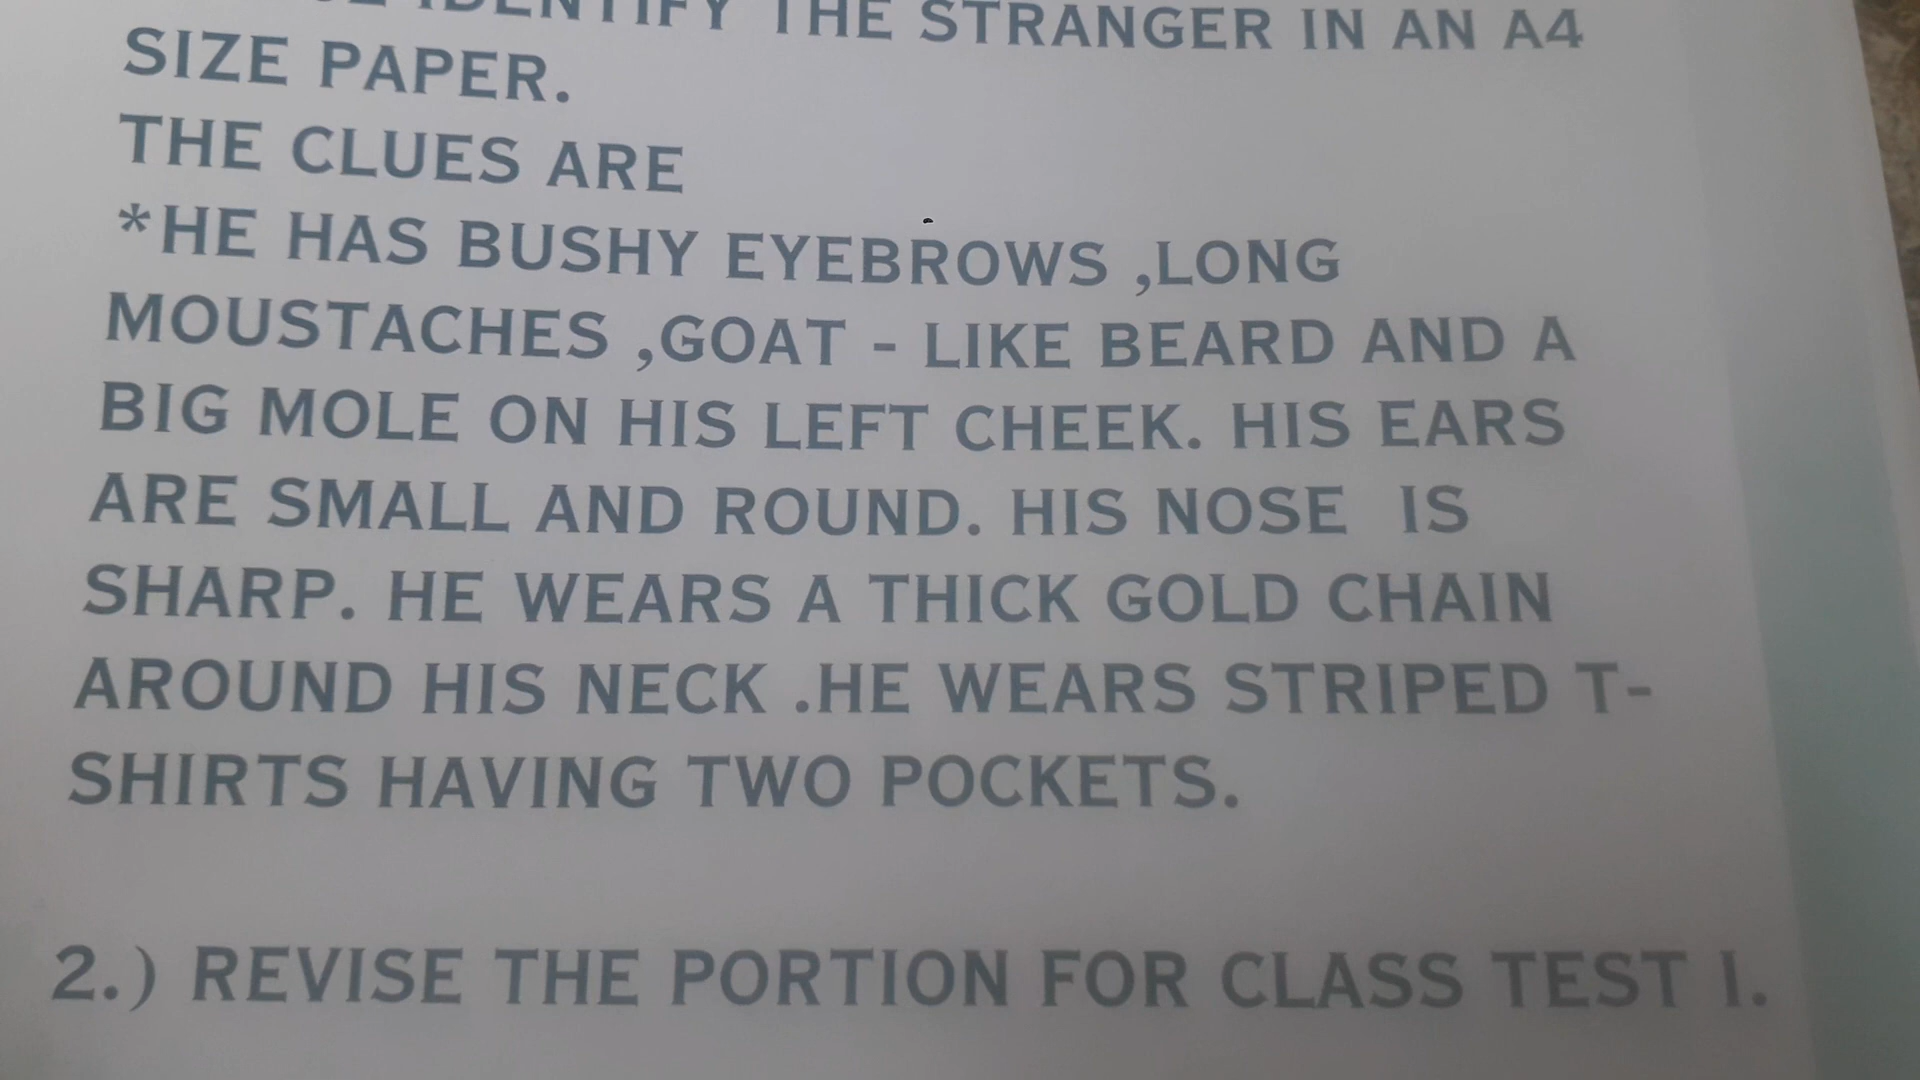 IDENTIFY THE STRANGER IN AN A4
SIZE PAPER.
THE CLUES ARE
*HE HAS BUSHY EYEBROWS ,LONG
MOUSTACHES ,GOAT - LIKE BEARD AND A
BIG MOLE ON HIS LEFT CHEEK. HIS EARS
ARE SMALL AND ROUND. HIS NOSE IS
SHARP. HE WEARS A THICK GOLD CHAIN
AROUND HIS NECK .HE WEARS STRIPED T-
SHIRTS HAVING TWO POCKETS.
2.) REVISE THE PORTION FOR CLASS TEST I.